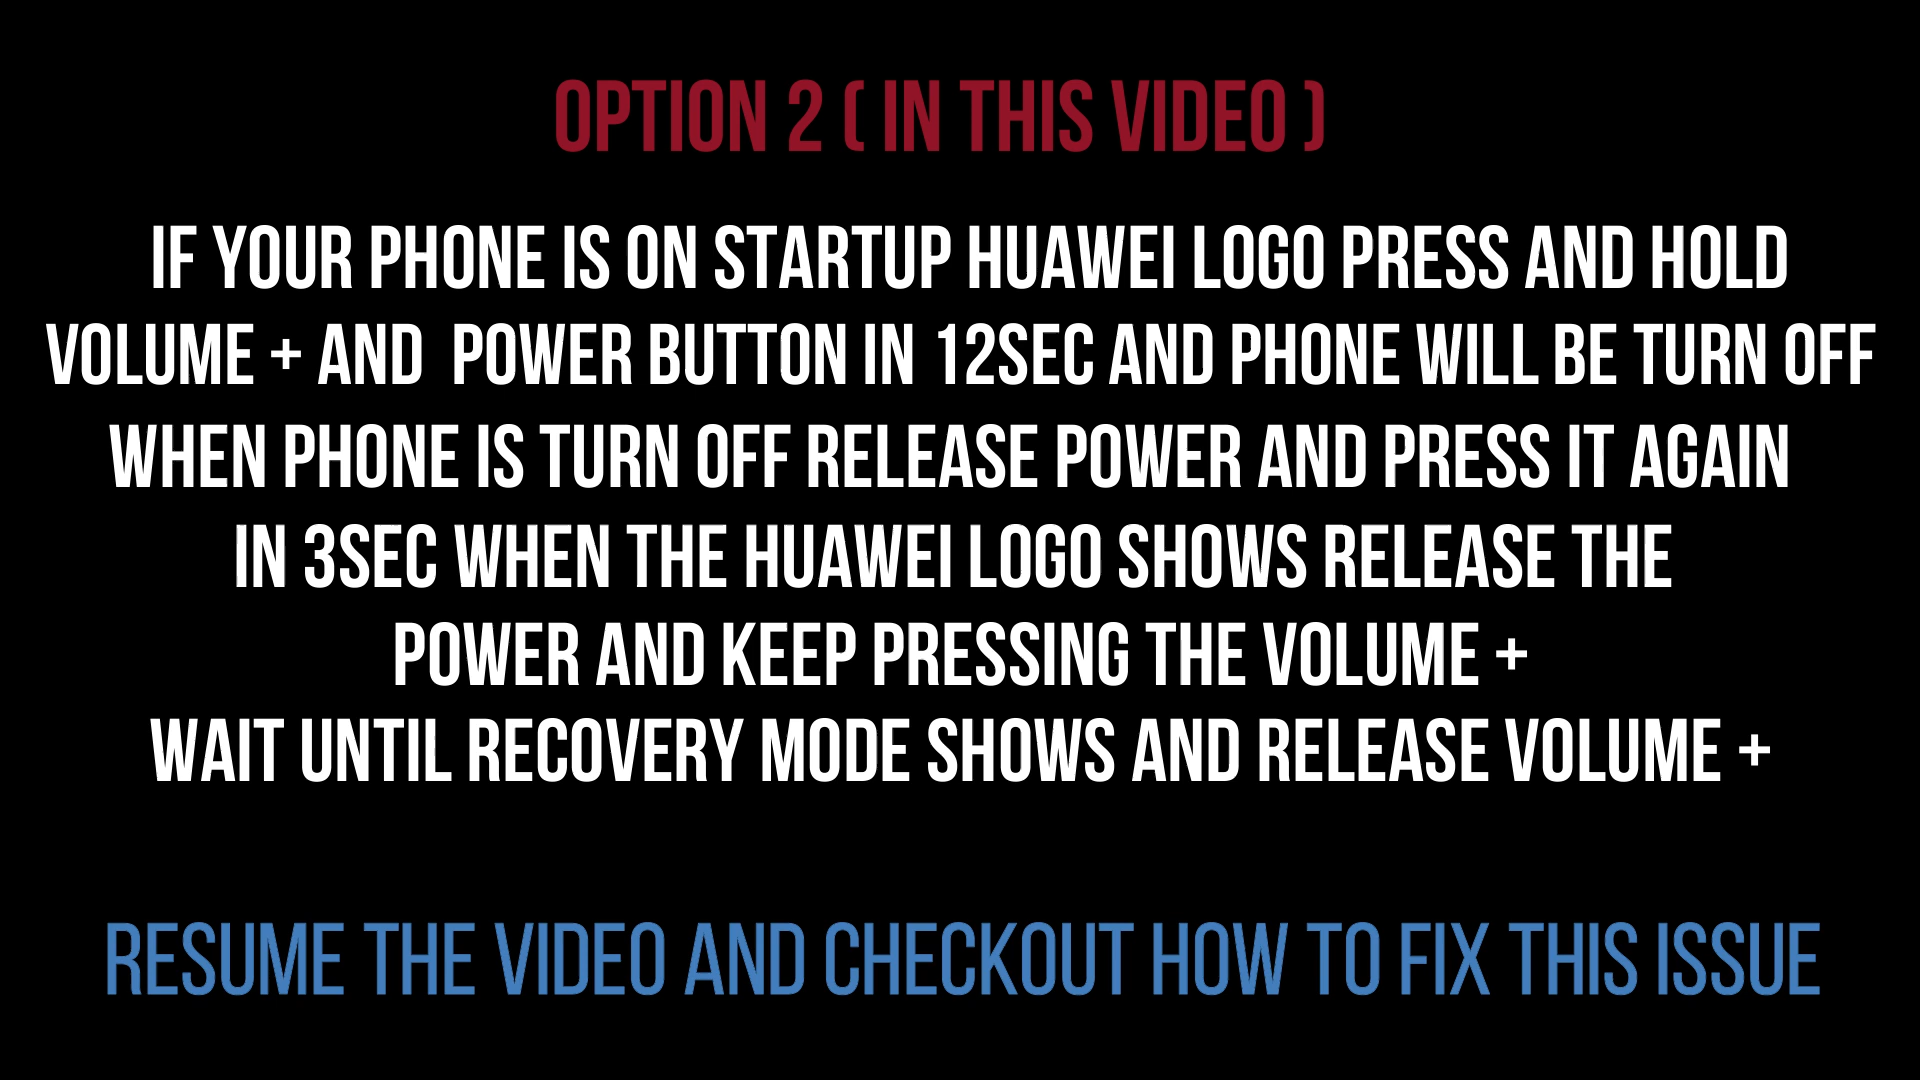 OPTION 2 ( IN THIS VIDEO )
IF YOUR PHONE IS ON STARTUP HUAWEI LOGO PRESS AND HOLD
VOLUME + AND POWER BUTTON IN 12SEC AND PHONE WILL BE TURN OFF
WHEN PHONE IS TURN OFF RELEASE POWER AND PRESS IT AGAIN
IN 3SEC WHEN THE HUAWEI LOGO SHOWS RELEASE THE
POWER AND KEEP PRESSING THE VOLUME +
WAIT UNTIL RECOVERY MODE SHOWS AND RELEASE VOLUME +
RESUME THE VIDEO AND CHECKOUT HOW TO FIX THIS ISSUE